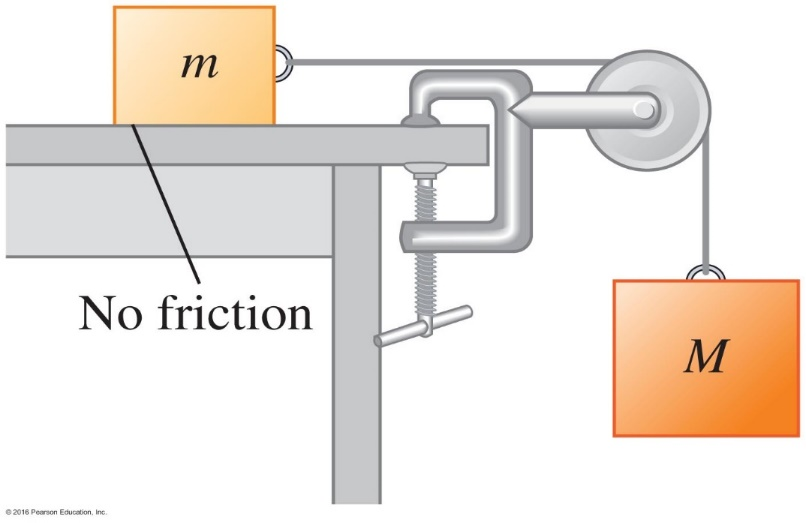 m
No friction
M
© 2016 Pearson Education, Inc.